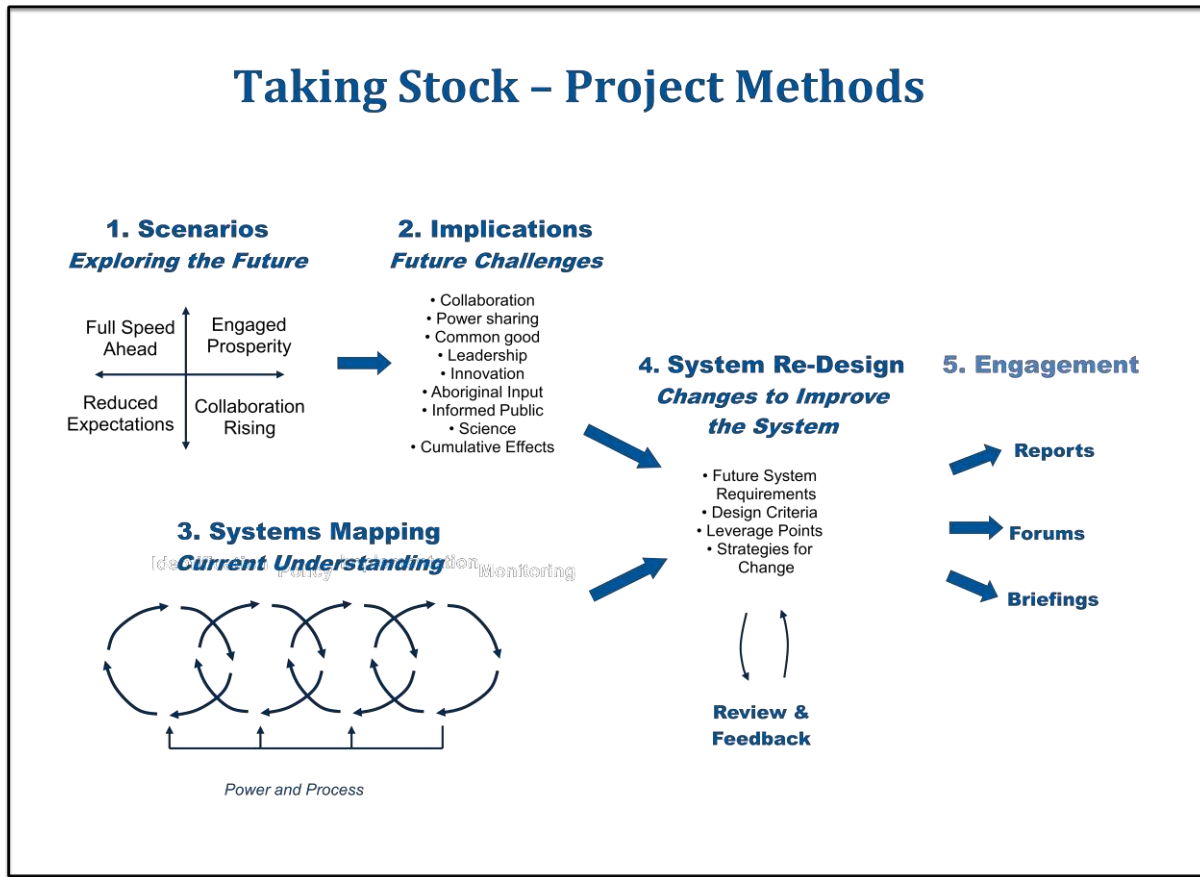 Taking Stock – Project Methods
1. Scenarios
Exploring the Future
Full Speed
Ahead
Engaged
Prosperity
Reduced
Expectations
Collaboration
Rising
2. Implications
Future Challenges
• Collaboration
• Power sharing
• Common good
• Leadership
• Innovation
• Aboriginal Input
• Informed Public
• Science
• Cumulative Effects
3. Systems Mapping
Current Understanding
Identification
Policy
Implementation
Monitoring
Power and Process
4. System Re-Design
Changes to Improve
the System
• Future System
Requirements
• Design Criteria
• Leverage Points
• Strategies for
Change
Review &
Feedback
5. Engagement
Reports
Forums
Briefings